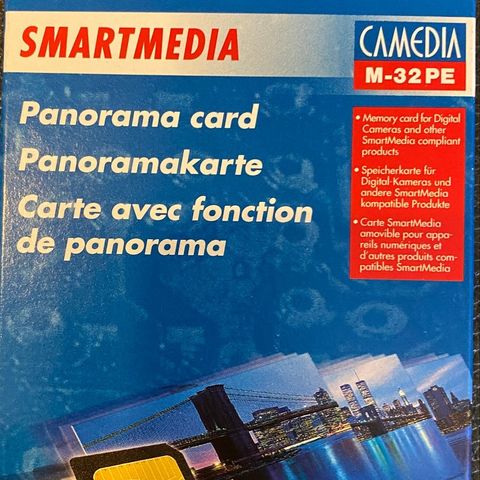 SMARTMEDIA
CAMEDIA
M-32PE
Panorama card
Panoramakarte
Carte avec fonction
de panorama
• Memory card for Digital
Cameras and other
SmartMedia compliant
products
• Speicherkarte für
Digital-Kameras und
andere SmartMedia
kompatible Produkte
• Carte SmartMedia
amovible pour appa-
reils numériques et
d'autres produits com-
patibles SmartMedia